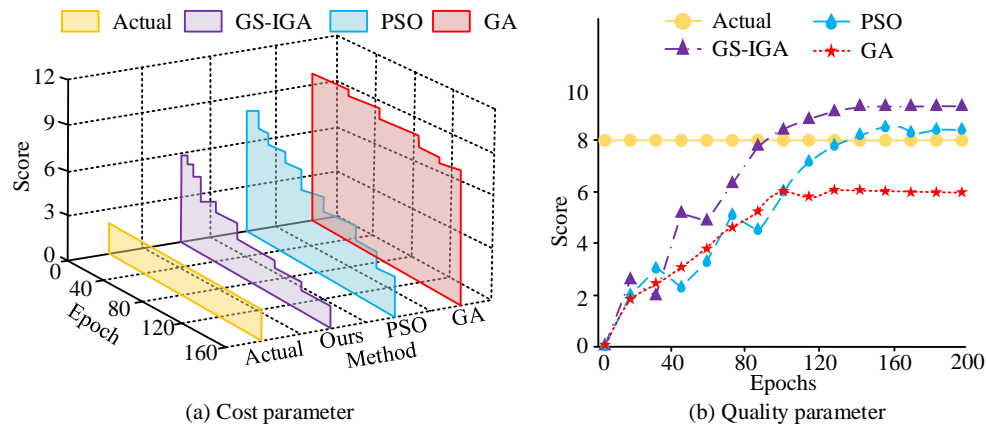 Actual GS-IGA PSO GA
12
9
6
3
0
Score
0
40
80
120
160
Epoch
Actual Ours PSO GA
Method
(a) Cost parameter
Actual PSO
GS-IGA GA
10
8
6
4
2
0
Score
0 40 80 120 160 200
Epochs
(b) Quality parameter